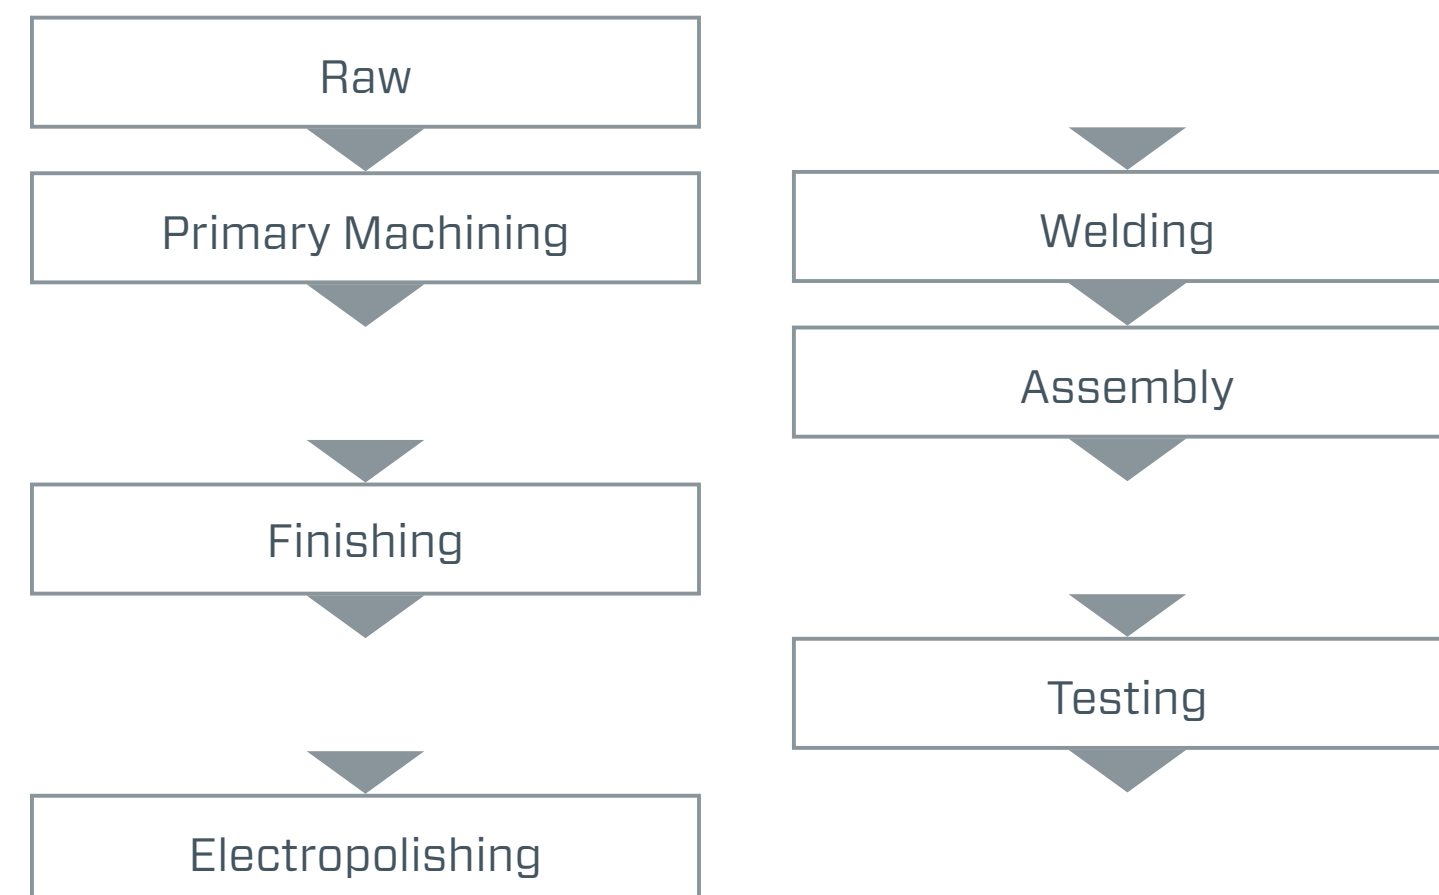 Raw
Primary Machining
Finishing
Electropolishing
Welding
Assembly
Testing